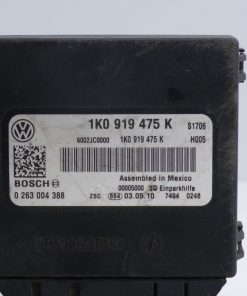 1K0 919 475 K S1706
6002JC0000 1K0 919 475 K H005
BOSCH Assembled in Mexico
00005000 SG Einparkhilfe
0 263 004 388 ZSC 864 03.05.10 7494 0248